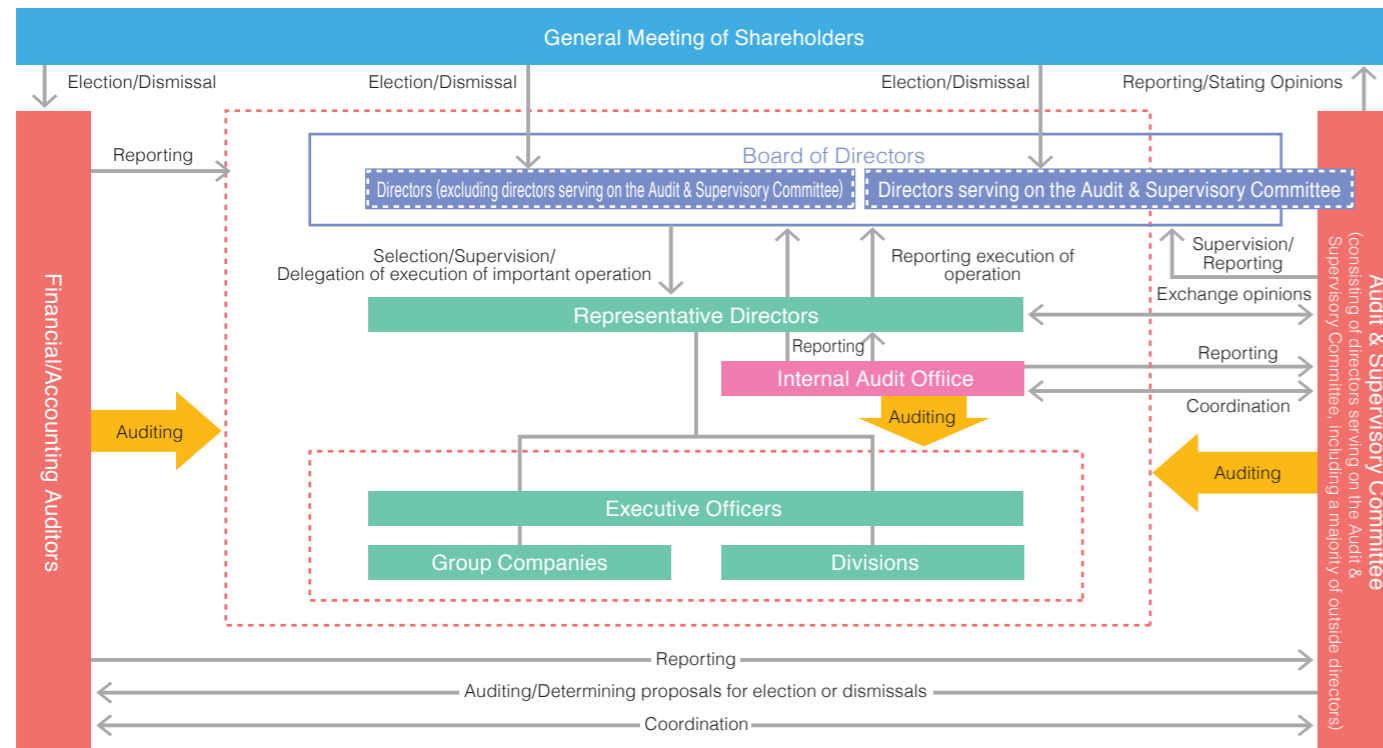 General Meeting of Shareholders
Election/Dismissal
Election/Dismissal
Election/Dismissal
Reporting/Stating Opinions
Reporting
Board of Directors
Directors (excluding directors serving on the Audit & Supervisory Committee)
Directors serving on the Audit & Supervisory Committee
Selection/Supervision/
Delegation of execution of important operation
Reporting execution of
operation
Supervision/
Reporting
Exchange opinions
Representative Directors
Reporting
Internal Audit Offiice
Reporting
Coordination
Auditing
Auditing
Auditing
Executive Officers
Group Companies
Divisions
Financial/Accounting Auditors
Audit & Supervisory Committee
(consisting of directors serving on the Audit &
Supervisory Committee, including a majority of outside directors)
Reporting
Auditing/Determining proposals for election or dismissals
Coordination